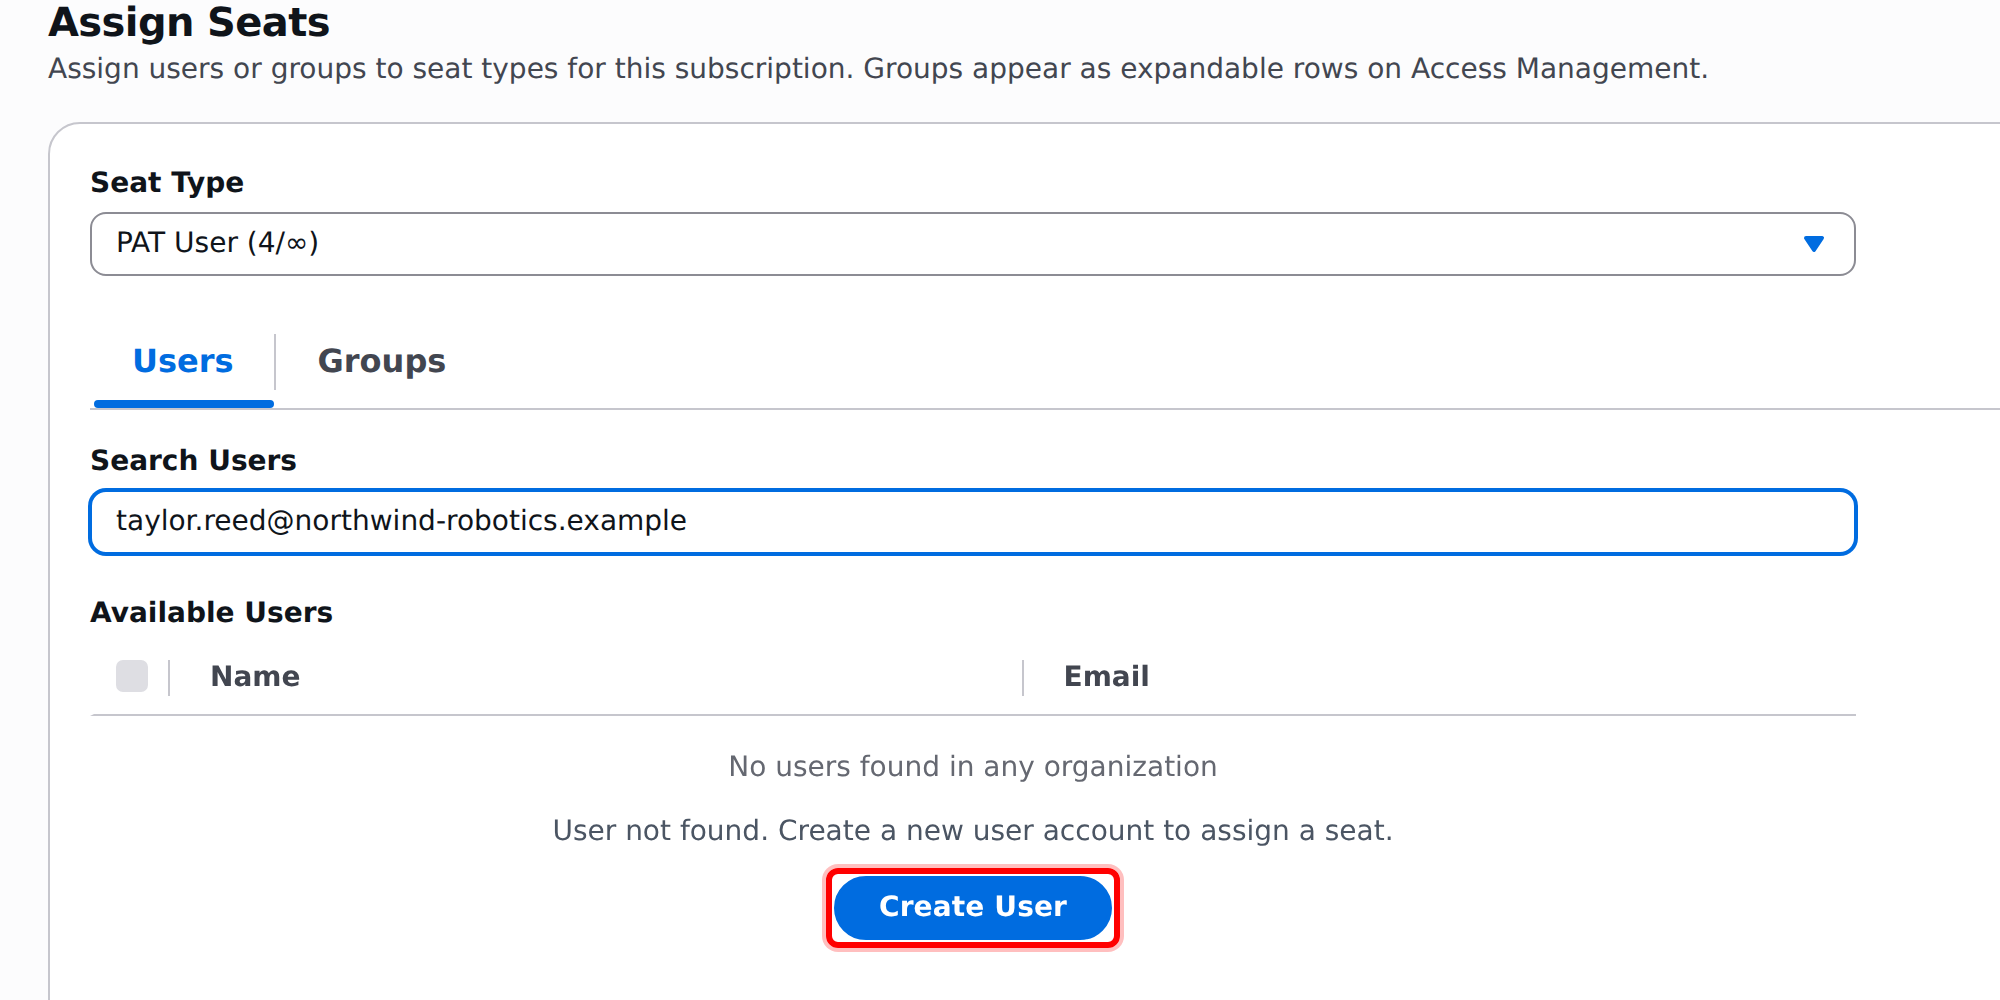 Assign Seats
Assign users or groups to seat types for this subscription. Groups appear as expandable rows on Access Management.
Seat Type
PAT User (4/∞)
Users
Groups
Search Users
taylor.reed@northwind-robotics.example
Available Users
Name
Email
No users found in any organization
User not found. Create a new user account to assign a seat.
Create User